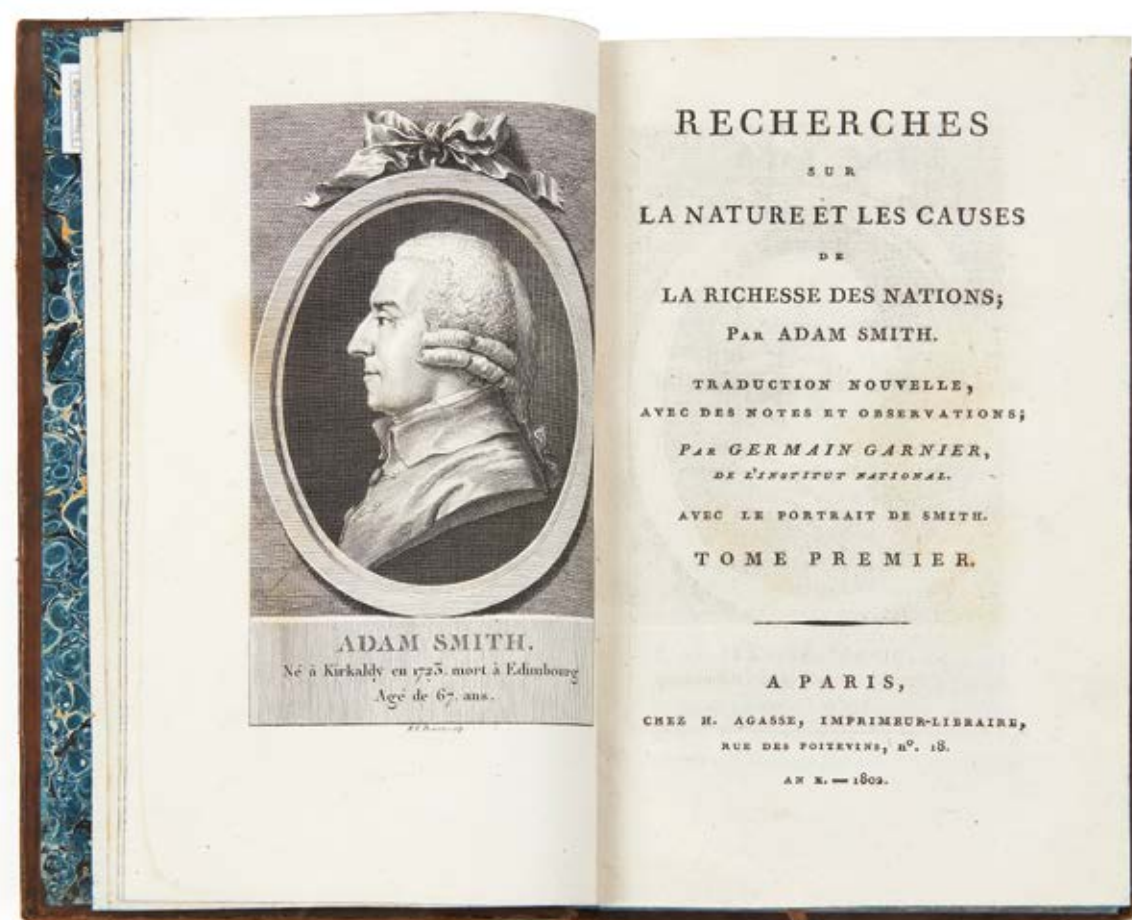 ADAM SMITH.
Né à Kirkaldy en 1723. mort à Edimbourg
Agé de 67. ans.
RECHERCHES
SUR
LA NATURE ET LES CAUSES
DE
LA RICHESSE DES NATIONS;
PAR ADAM SMITH.
TRADUCTION NOUVELLE,
AVEC DES NOTES ET OBSERVATIONS;
PAR GERMAIN GARNIER,
DE L'INSTITUT NATIONAL.
AVEC LE PORTRAIT DE SMITH.
TOME PREMIER.
A PARIS,
CHEZ H. AGASSE, IMPRIMEUR-LIBRAIRE,
RUE DES POITEVINS, nº. 18.
AN X. — 1802.